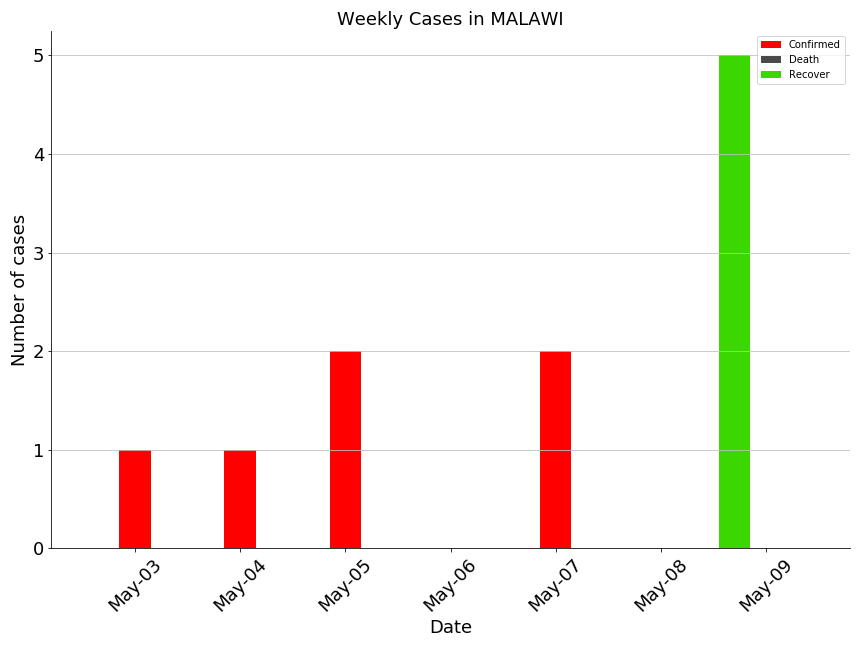 Weekly Cases in MALAWI
Confirmed
Death
Recover
Number of cases
5
4
3
2
1
0
May-03
May-04
May-05
May-06
May-07
May-08
May-09
Date